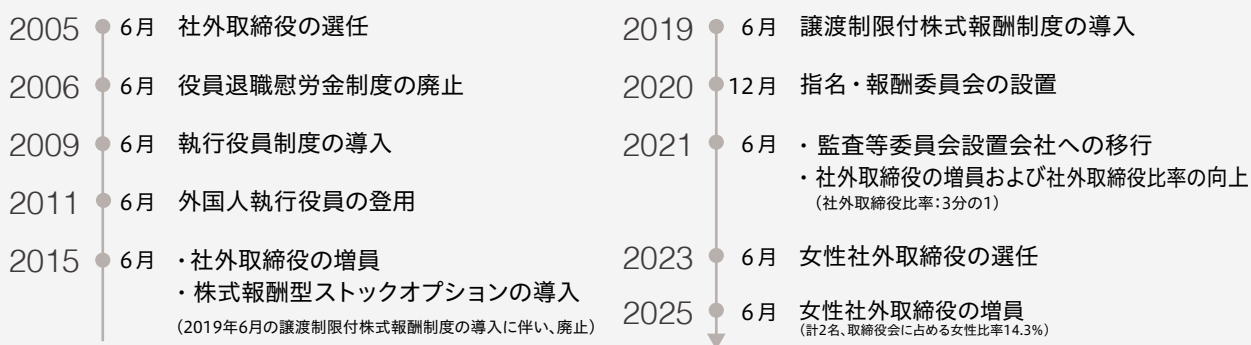 2005 6月 社外取締役の選任
2006 6月 役員退職慰労金制度の廃止
2009 6月 執行役員制度の導入
2011 6月 外国人執行役員の登用
2015 6月 ・社外取締役の増員
・株式報酬型ストックオプションの導入
（2019年6月の譲渡制限付株式報酬制度の導入に伴い、廃止）
2019 6月 譲渡制限付株式報酬制度の導入
2020 12月 指名・報酬委員会の設置
2021 6月 ・監査等委員会設置会社への移行
・社外取締役の増員および社外取締役比率の向上
（社外取締役比率：3分の1）
2023 6月 女性社外取締役の選任
2025 6月 女性社外取締役の増員
（計2名、取締役会に占める女性比率14.3%）